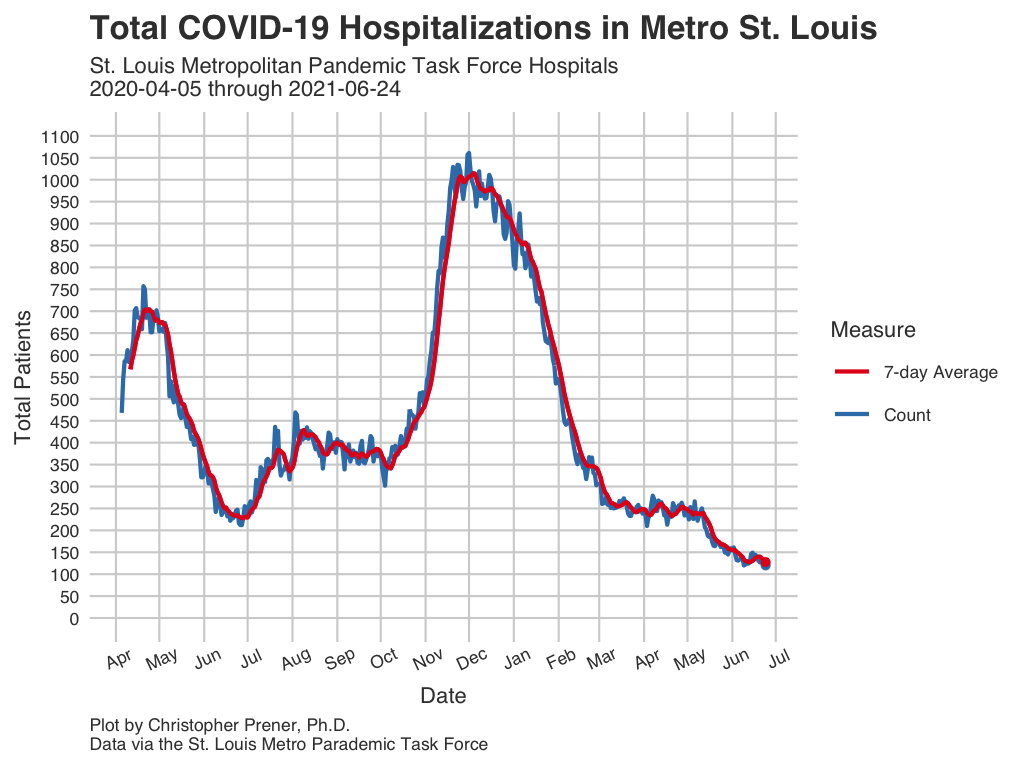 Total COVID-19 Hospitalizations in Metro St. Louis
St. Louis Metropolitan Pandemic Task Force Hospitals
2020-04-05 through 2021-06-24
1100
1050
1000
950
900
850
800
750
700
650
600
550
500
450
400
350
300
250
200
150
100
50
0
Total Patients
Apr May Jun Jul Aug Sep Oct Nov Dec Jan Feb Mar Apr May Jun Jul
Date
Measure
7-day Average
Count
Plot by Christopher Prener, Ph.D.
Data via the St. Louis Metro Parademic Task Force